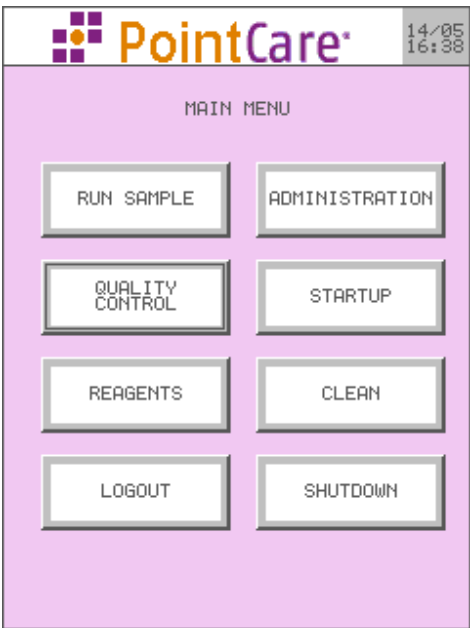 PointCare
14/05
16:38
MAIN MENU
RUN SAMPLE
ADMINISTRATION
QUALITY
CONTROL
STARTUP
REAGENTS
CLEAN
LOGOUT
SHUTDOWN